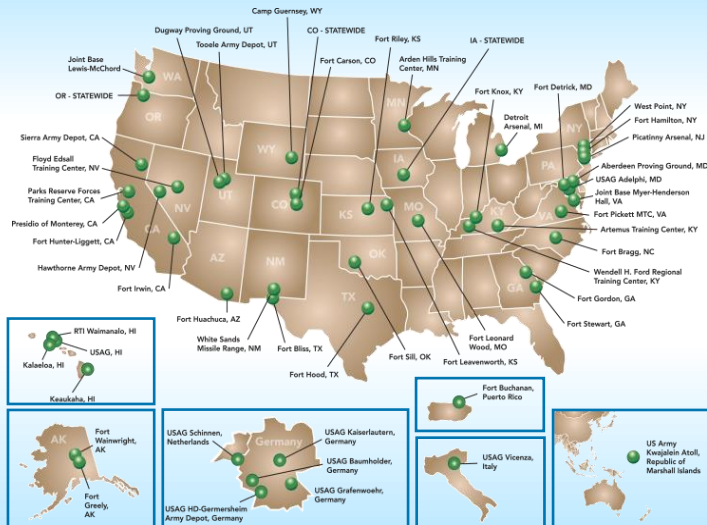 Camp Guernsey, WY
Dugway Proving Ground, UT
Tooele Army Depot, UT
CO - STATEWIDE
Fort Carson, CO
Fort Riley, KS
Arden Hills Training
Center, MN
IA - STATEWIDE
Fort Knox, KY
Detroit
Arsenal, MI
Fort Detrick, MD
West Point, NY
Fort Hamilton, NY
Picatinny Arsenal, NJ
Aberdeen Proving Ground, MD
USAG Adelphi, MD
Joint Base Myer-Henderson
Hall, VA
Fort Pickett MTC, VA
Artemus Training Center, KY
Fort Bragg, NC
Wendell H. Ford Regional
Training Center, KY
Fort Gordon, GA
Fort Stewart, GA
Joint Base
Lewis-McChord
OR - STATEWIDE
Sierra Army Depot, CA
Floyd Edsall
Training Center, NV
Parks Reserve Forces
Training Center, CA
Presidio of Monterey, CA
Fort Hunter-Liggett, CA
Hawthorne Army Depot, NV
Fort Irwin, CA
Fort Huachuca, AZ
White Sands
Missile Range, NM
Fort Bliss, TX
Fort Hood, TX
Fort Sill, OK
Fort Leonard
Wood, MO
Fort Leavenworth, KS
WA
OR
CA
NV
UT
AZ
WY
CO
NM
KS
OK
TX
MN
IA
MO
KY
GA
VA
PA
NY
RTI Waimanalo, HI
Kalaeloa, HI
USAG, HI
Keaukaha, HI
AK
Fort
Wainwright,
AK
Fort
Greely,
AK
USAG Schinnen,
Netherlands
Germany
USAG Kaiserlautern,
Germany
USAG Baumholder,
Germany
USAG Grafenwoehr,
Germany
USAG HD-Germersheim
Army Depot, Germany
Fort Buchanan,
Puerto Rico
USAG Vicenza,
Italy
US Army
Kwajalein Atoll,
Republic of
Marshall Islands